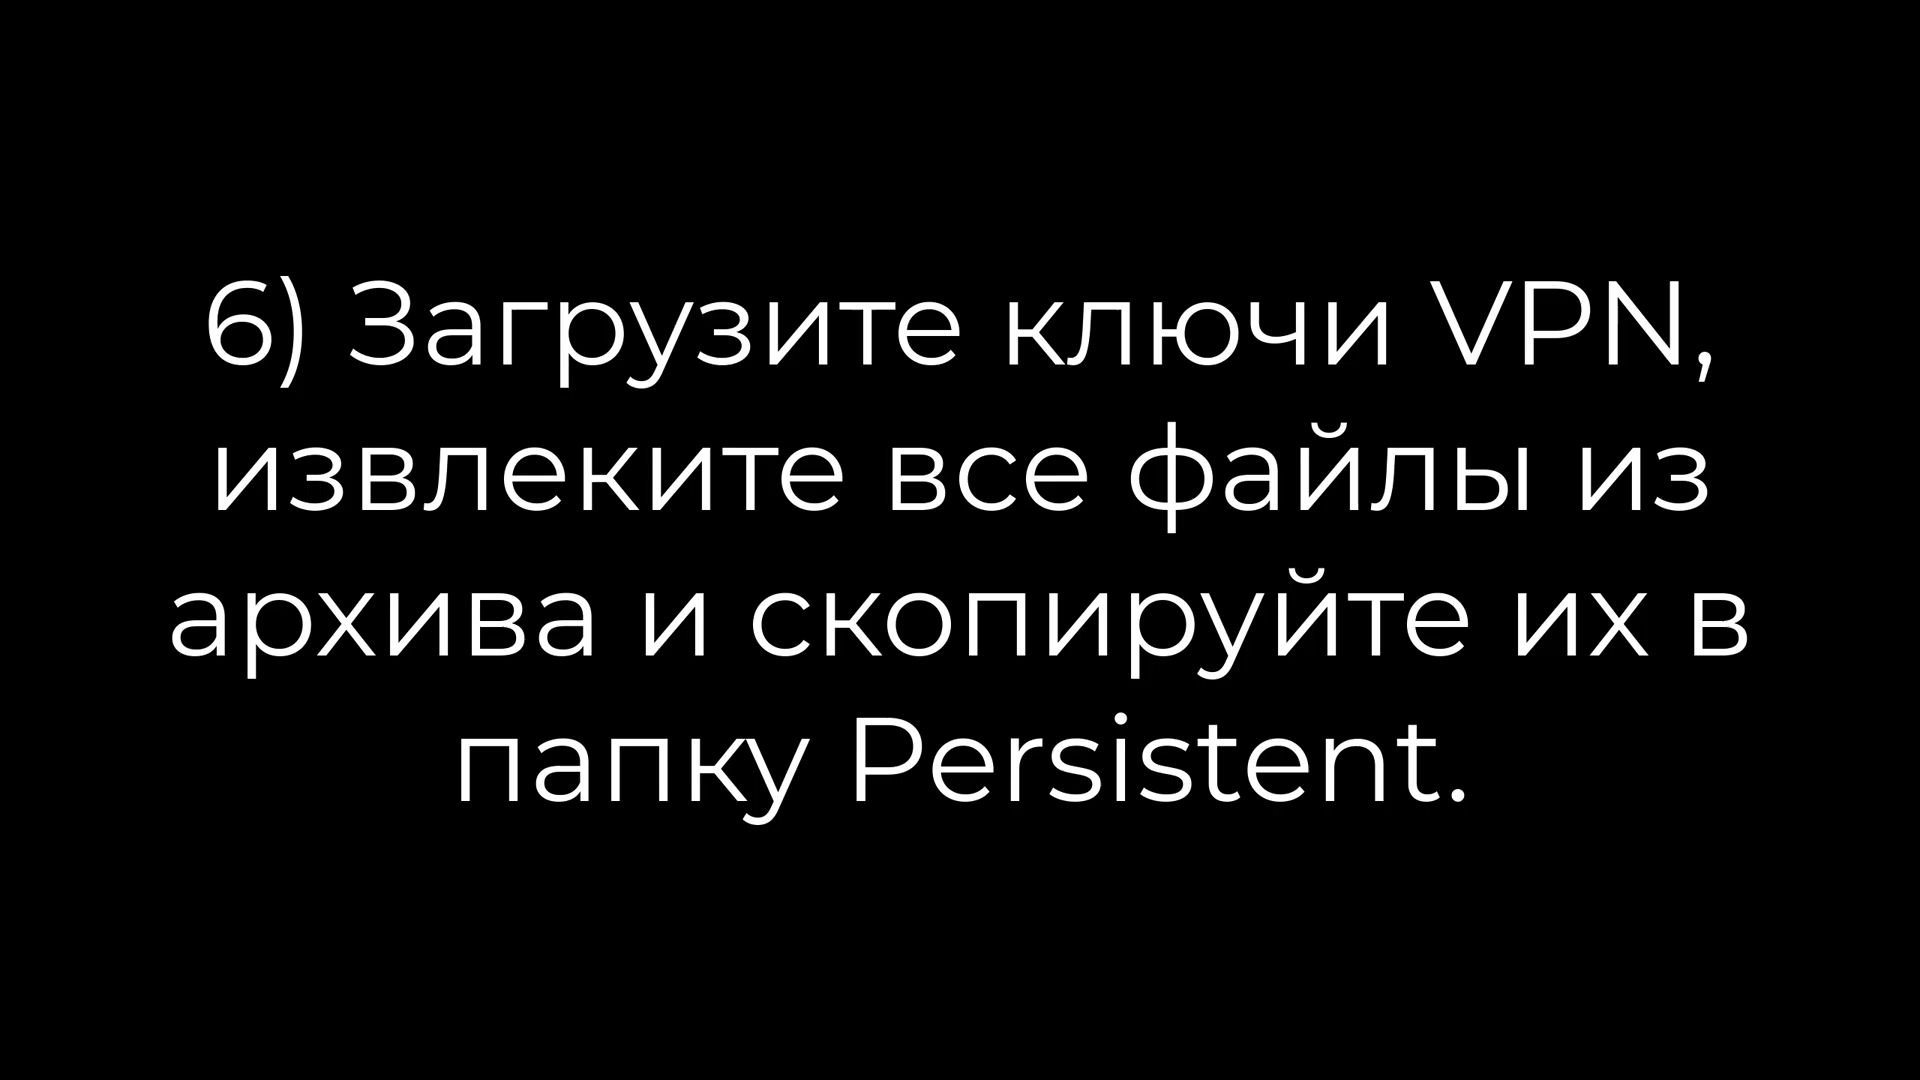 6) Загрузите ключи VPN,
извлеките все файлы из
архива и скопируйте их в
папку Persistent.